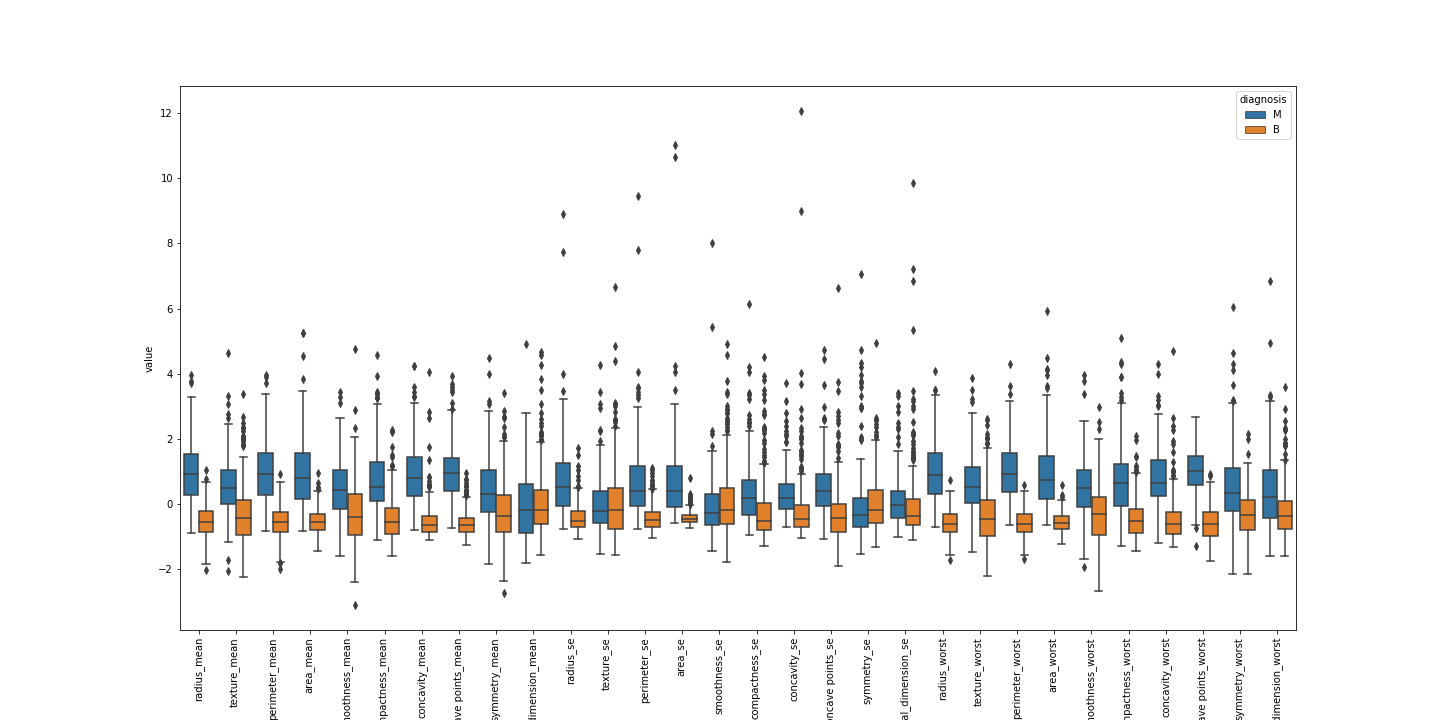 diagnosis
M
B
12
10
8
6
4
2
0
−2
value
radius_mean
texture_mean
perimeter_mean
area_mean
moothness_mean
mpactness_mean
concavity_mean
ave points_mean
symmetry_mean
dimension_mean
radius_se
texture_se
perimeter_se
area_se
smoothness_se
compactness_se
concavity_se
oncave points_se
symmetry_se
al_dimension_se
radius_worst
texture_worst
perimeter_worst
area_worst
moothness_worst
mpactness_worst
concavity_worst
ave points_worst
symmetry_worst
dimension_worst